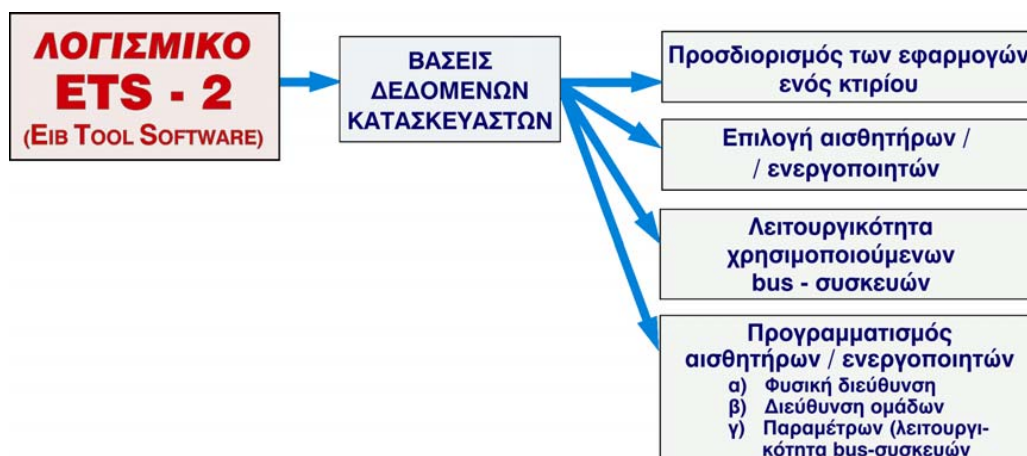 ΛΟΓΙΣΜΙΚΟ
ETS - 2
(EIB TOOL SOFTWARE)
ΒΑΣΕΙΣ
ΔΕΔΟΜΕΝΩΝ
ΚΑΤΑΣΚΕΥΑΣΤΩΝ
Προσδιορισμός των εφαρμογών
ενός κτιρίου
Επιλογή αισθητήρων /
/ ενεργοποιητών
Λειτουργικότητα
χρησιμοποιούμενων
bus - συσκευών
Προγραμματισμός
αισθητήρων / ενεργοποιητών
α) Φυσική διεύθυνση
β) Διεύθυνση ομάδων
γ) Παραμέτρων (λειτουργι-
κότητα bus-συσκευών